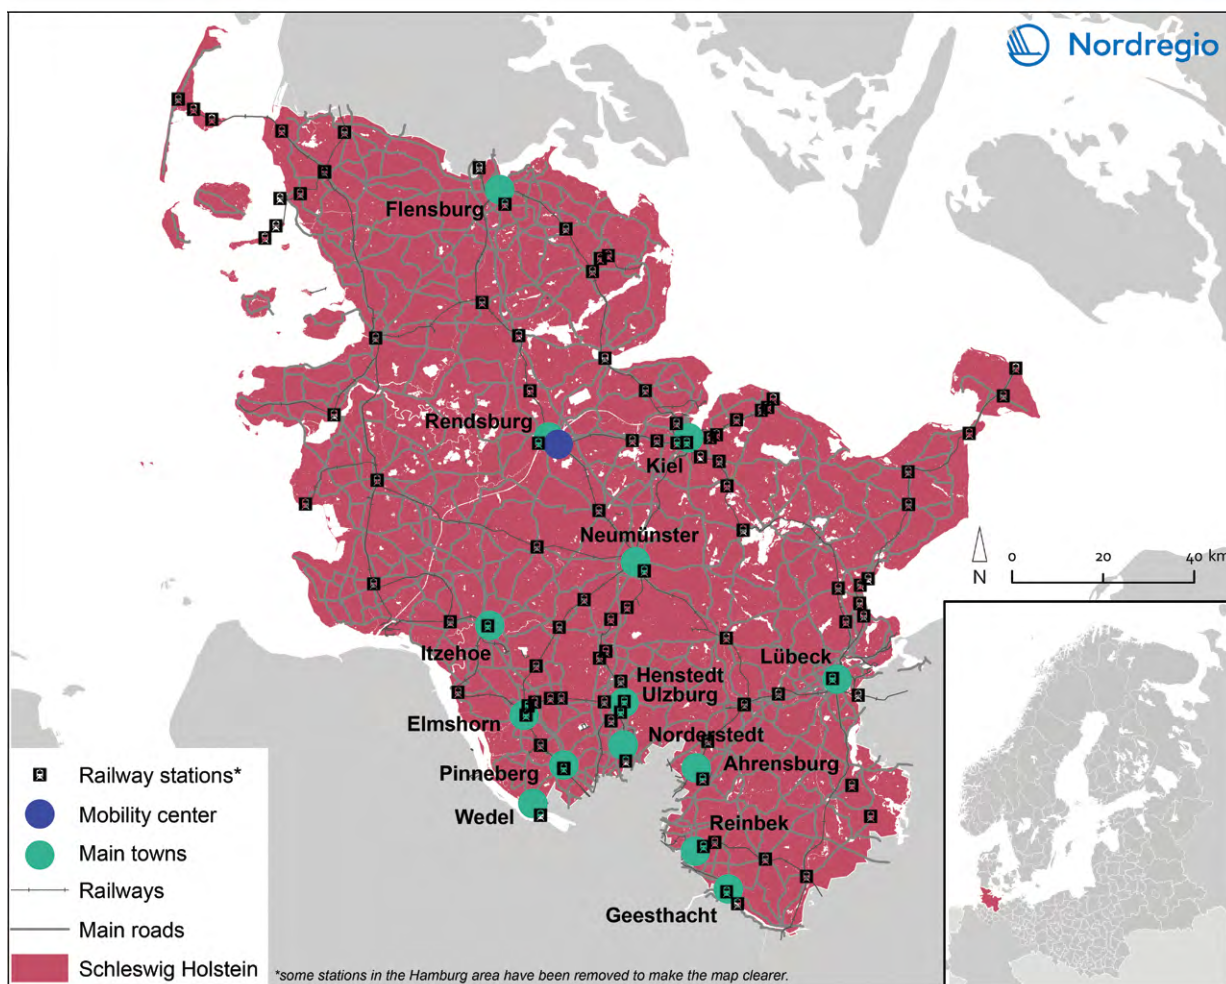 Nordregio
Flensburg
Rendsburg
Kiel
Neumünster
0 20 40 km
N
Itzehoe
Lübeck
Henstedt
Ulzburg
Elmshorn
Norderstedt
Pinneberg
Ahrensburg
Wedel
Reinbek
Geesthacht
Railway stations*
Mobility center
Main towns
Railways
Main roads
Schleswig Holstein
*some stations in the Hamburg area have been removed to make the map clearer.